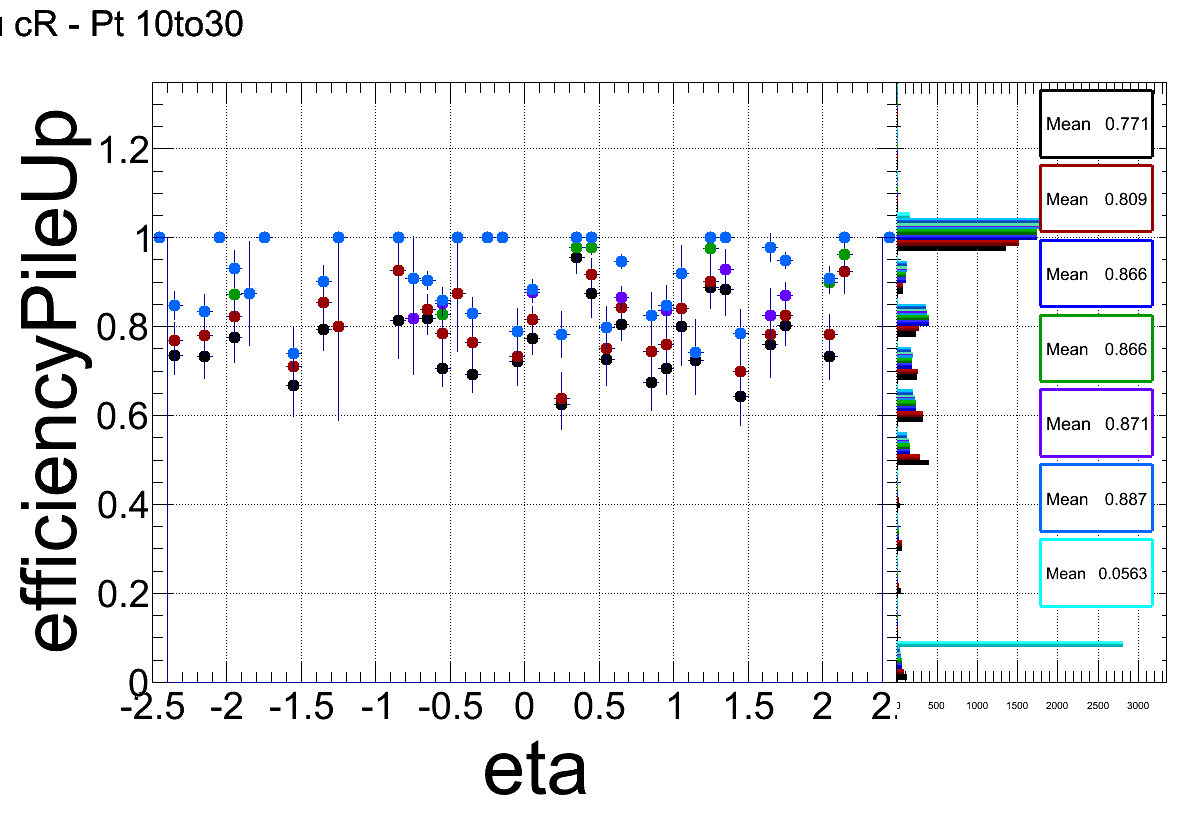 cR - Pt 10to30
efficiencyPileUp
1.2
1
0.8
0.6
0.4
0.2
0
-2.5 -2 -1.5 -1 -0.5 0 0.5 1 1.5 2 2.
eta
500 1000 1500 2000 2500 3000
Mean 0.771
Mean 0.809
Mean 0.866
Mean 0.866
Mean 0.871
Mean 0.887
Mean 0.0563